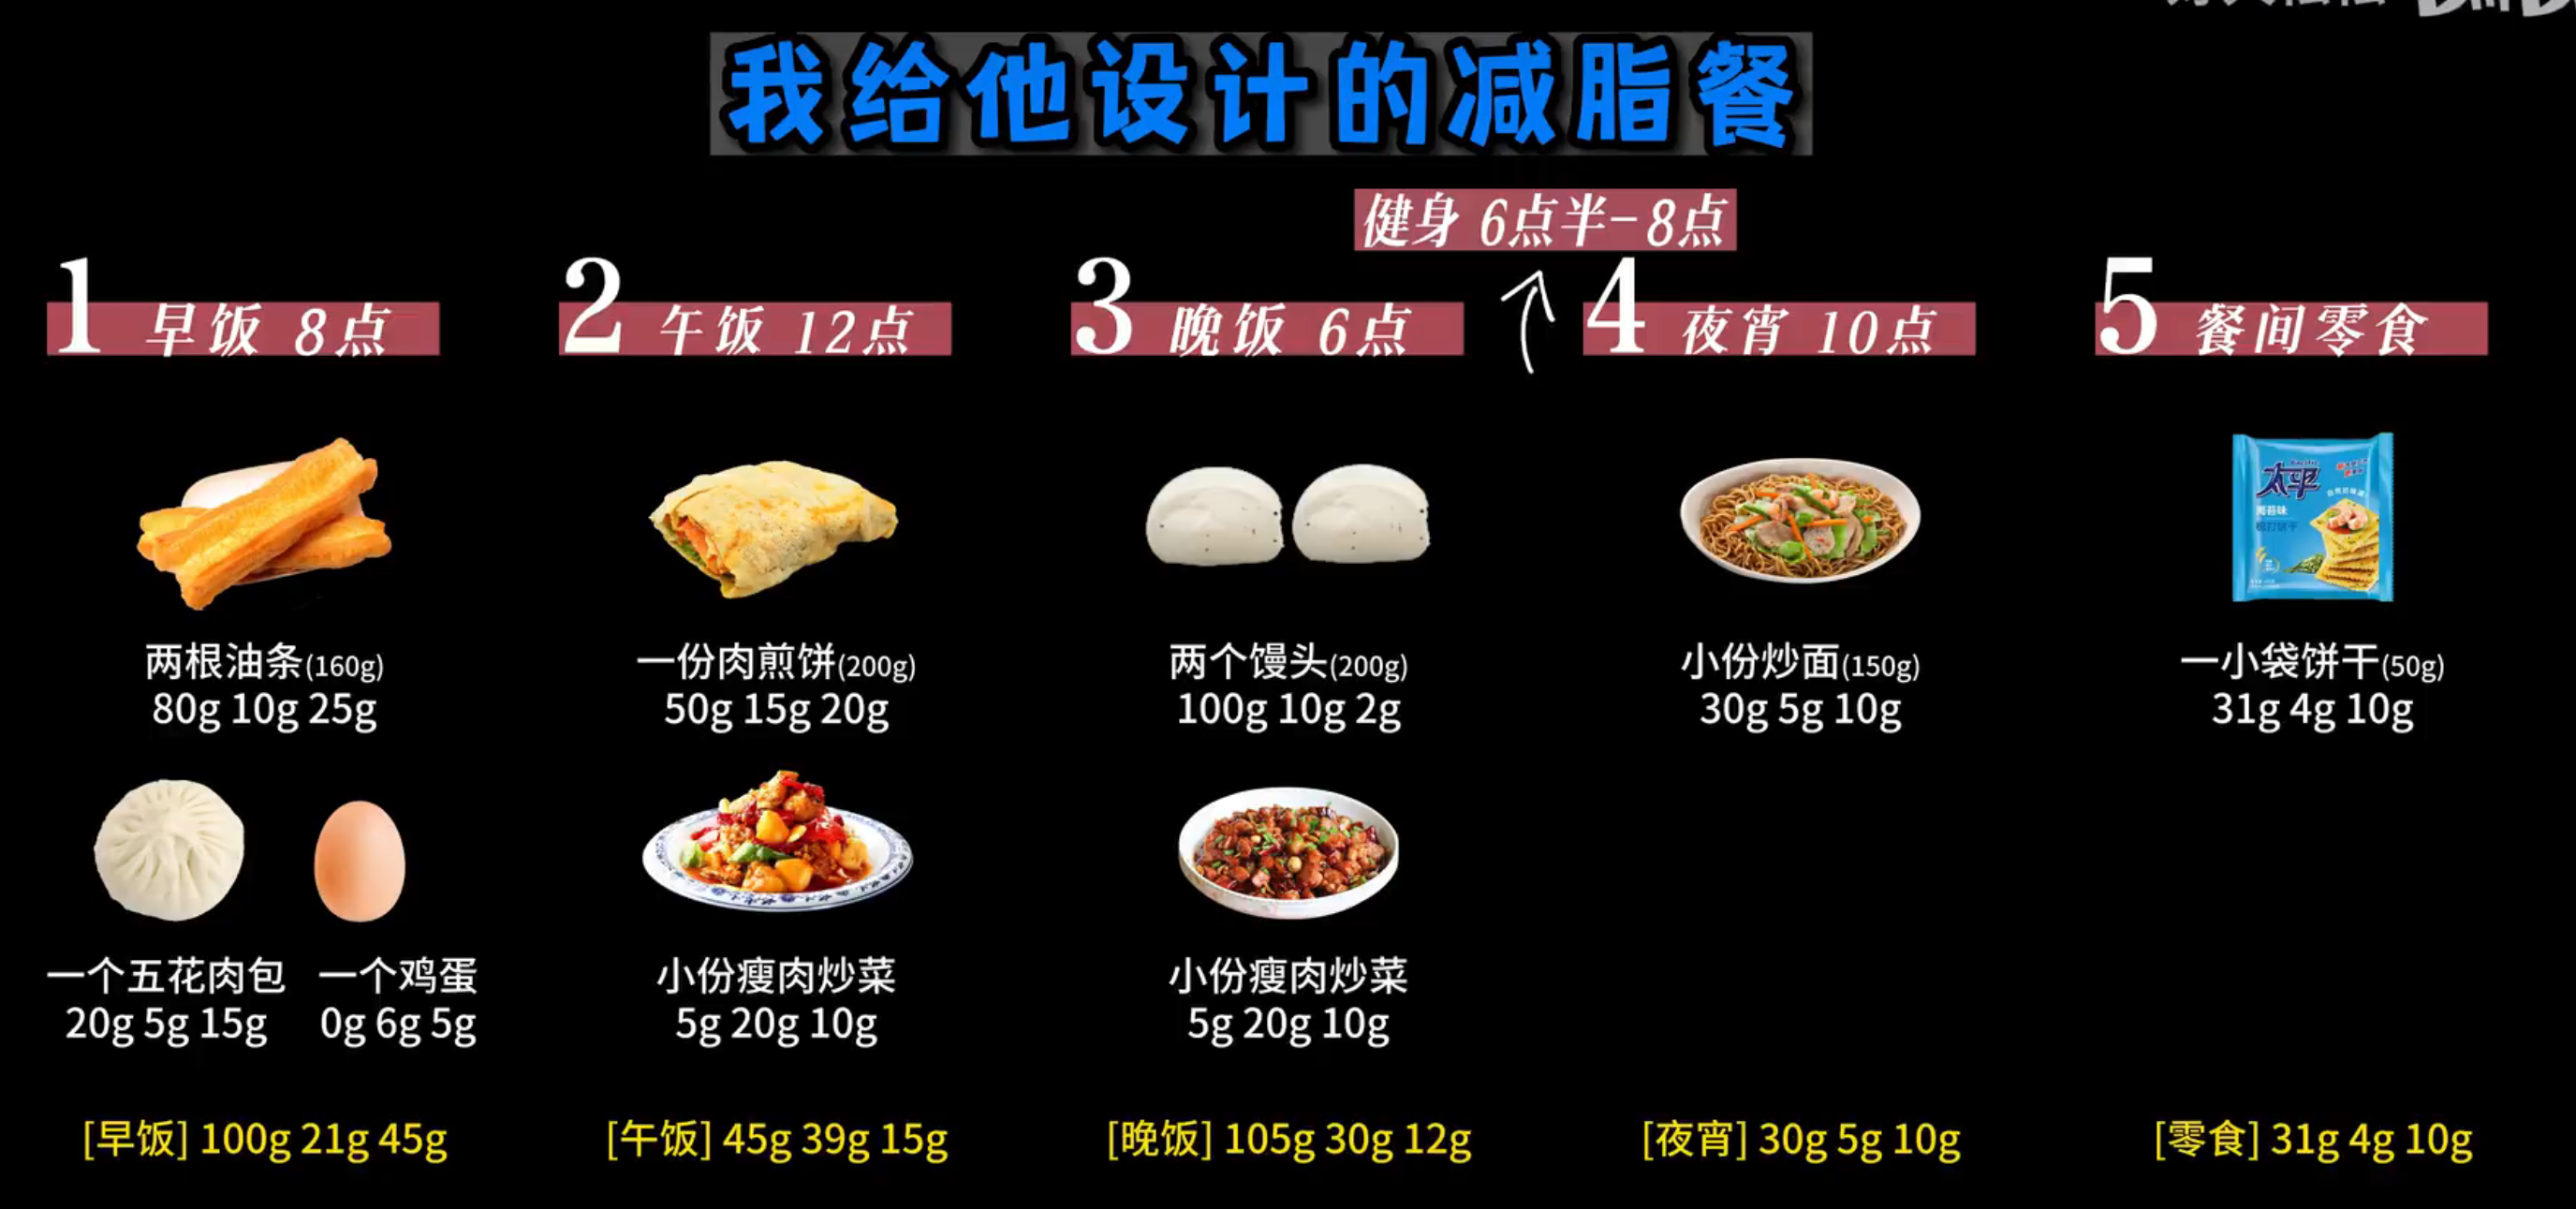 我给他设计的减脂餐
健身 6点半-8点
1 早饭 8点
2 午饭 12点
3 晚饭 6点
4 夜宵 10点
5 餐间零食
太平
海苔味
梳打饼干
两根油条(160g)
80g 10g 25g
一份肉煎饼(200g)
50g 15g 20g
两个馒头(200g)
100g 10g 2g
小份炒面(150g)
30g 5g 10g
一小袋饼干(50g)
31g 4g 10g
一个五花肉包
20g 5g 15g
一个鸡蛋
0g 6g 5g
小份瘦肉炒菜
5g 20g 10g
小份瘦肉炒菜
5g 20g 10g
[早饭] 100g 21g 45g
[午饭] 45g 39g 15g
[晚饭] 105g 30g 12g
[夜宵] 30g 5g 10g
[零食] 31g 4g 10g